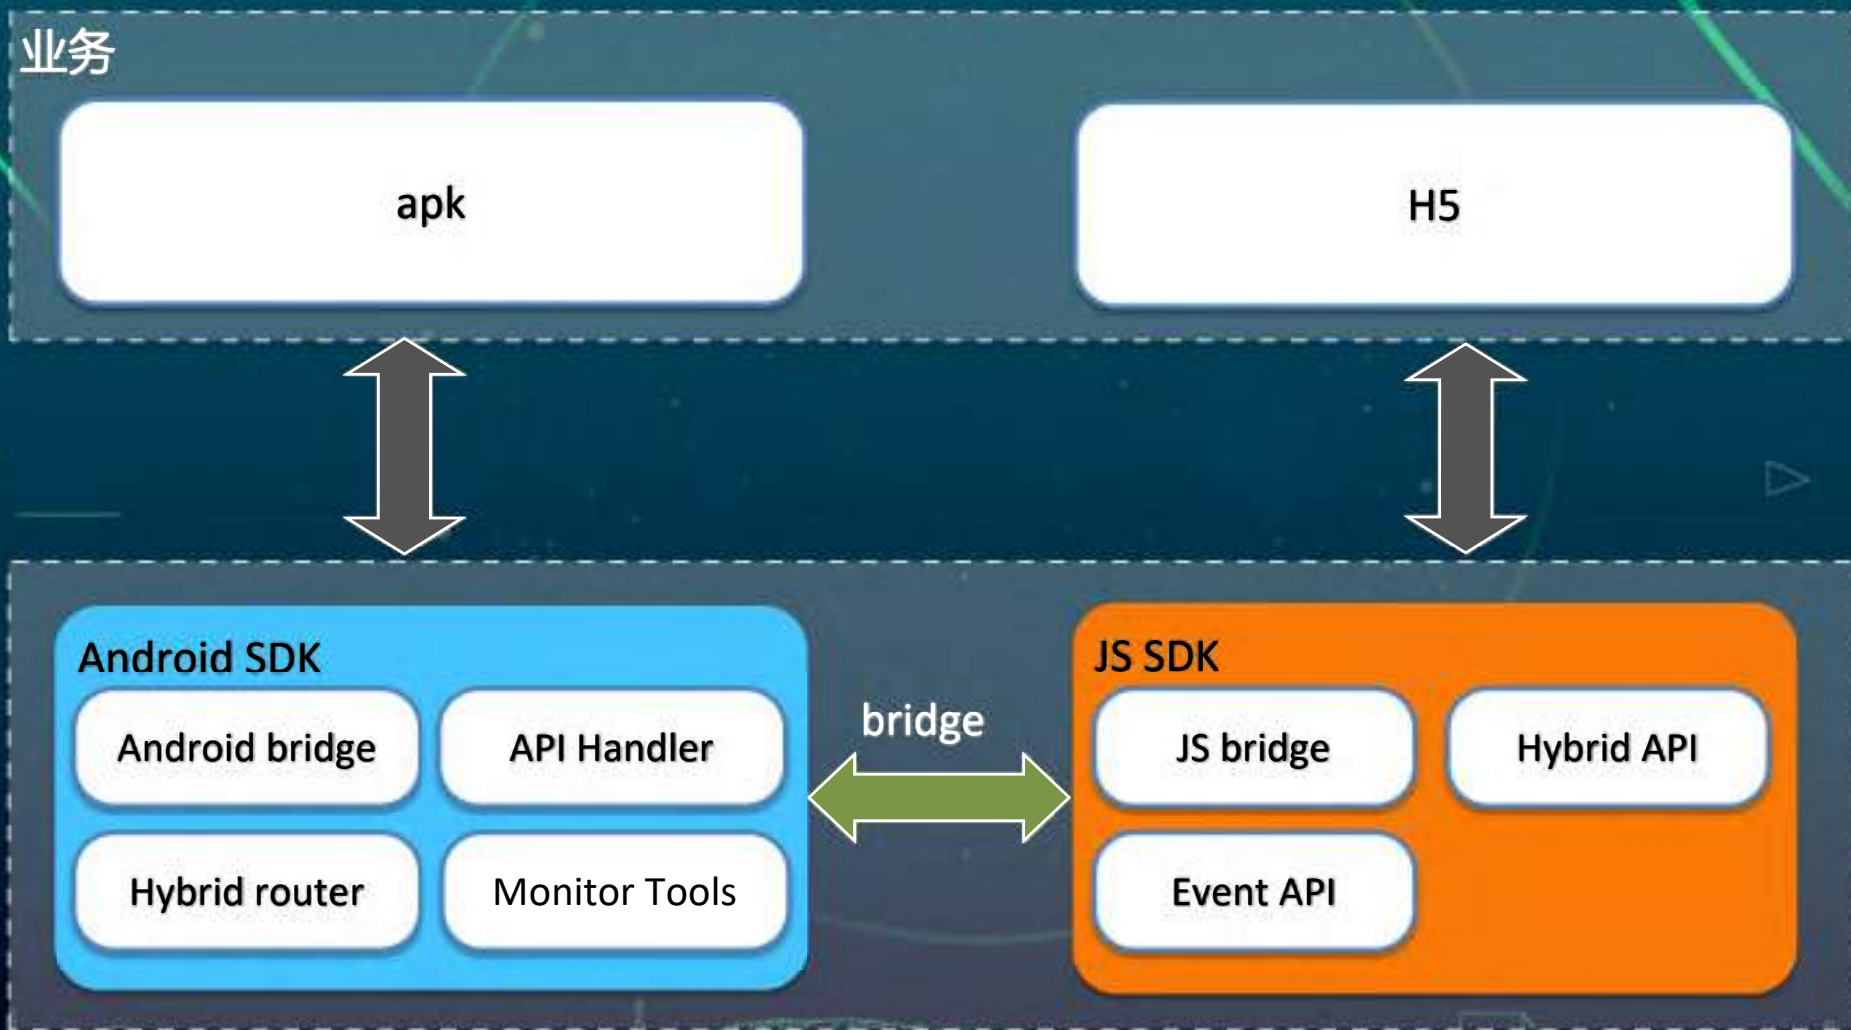 业务
apk
H5
Android SDK
Android bridge
API Handler
Hybrid router
Monitor Tools
bridge
JS SDK
JS bridge
Hybrid API
Event API